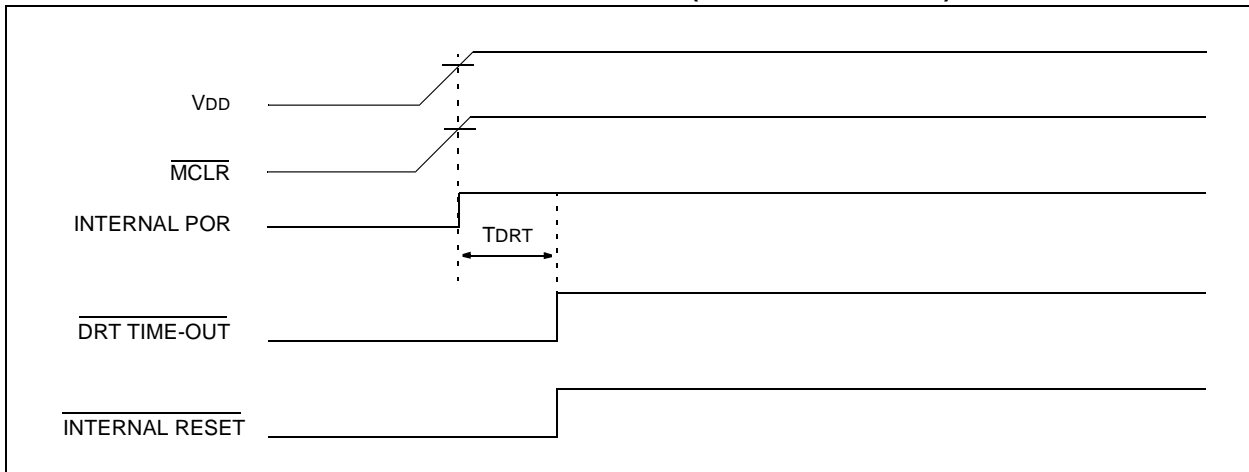 VDD
MCLR
INTERNAL POR
TDRT
DRT TIME-OUT
INTERNAL RESET